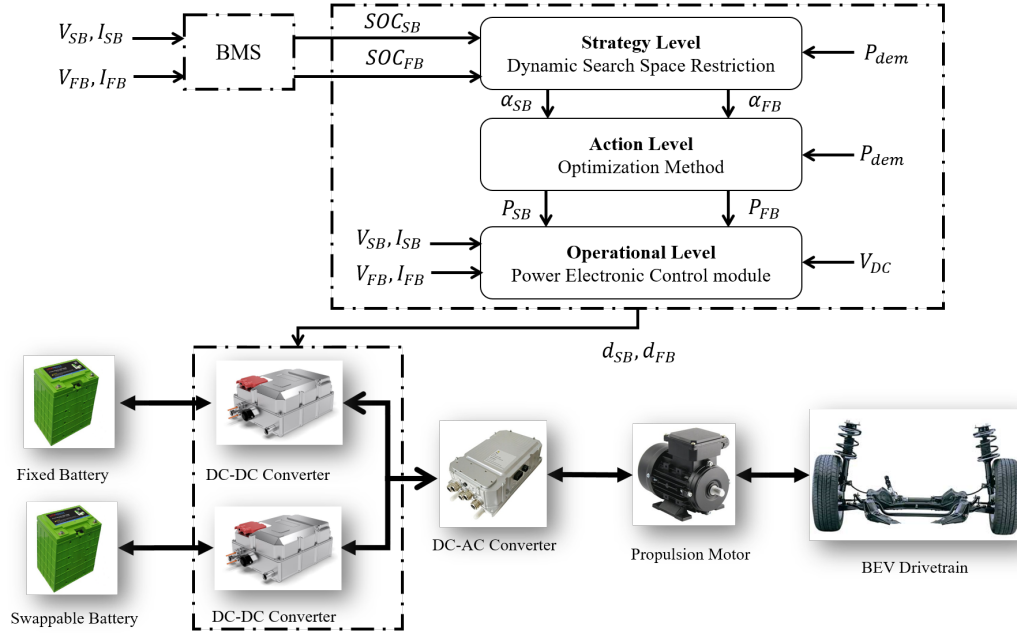 V_SB, I_SB
V_FB, I_FB
BMS
SOC_SB
SOC_FB
Strategy Level
Dynamic Search Space Restriction
P_dem
α_SB
α_FB
Action Level
Optimization Method
P_dem
P_SB
P_FB
V_SB, I_SB
V_FB, I_FB
Operational Level
Power Electronic Control module
V_DC
d_SB, d_FB
Fixed Battery
DC-DC Converter
DC-AC Converter
Propulsion Motor
BEV Drivetrain
Swappable Battery
DC-DC Converter